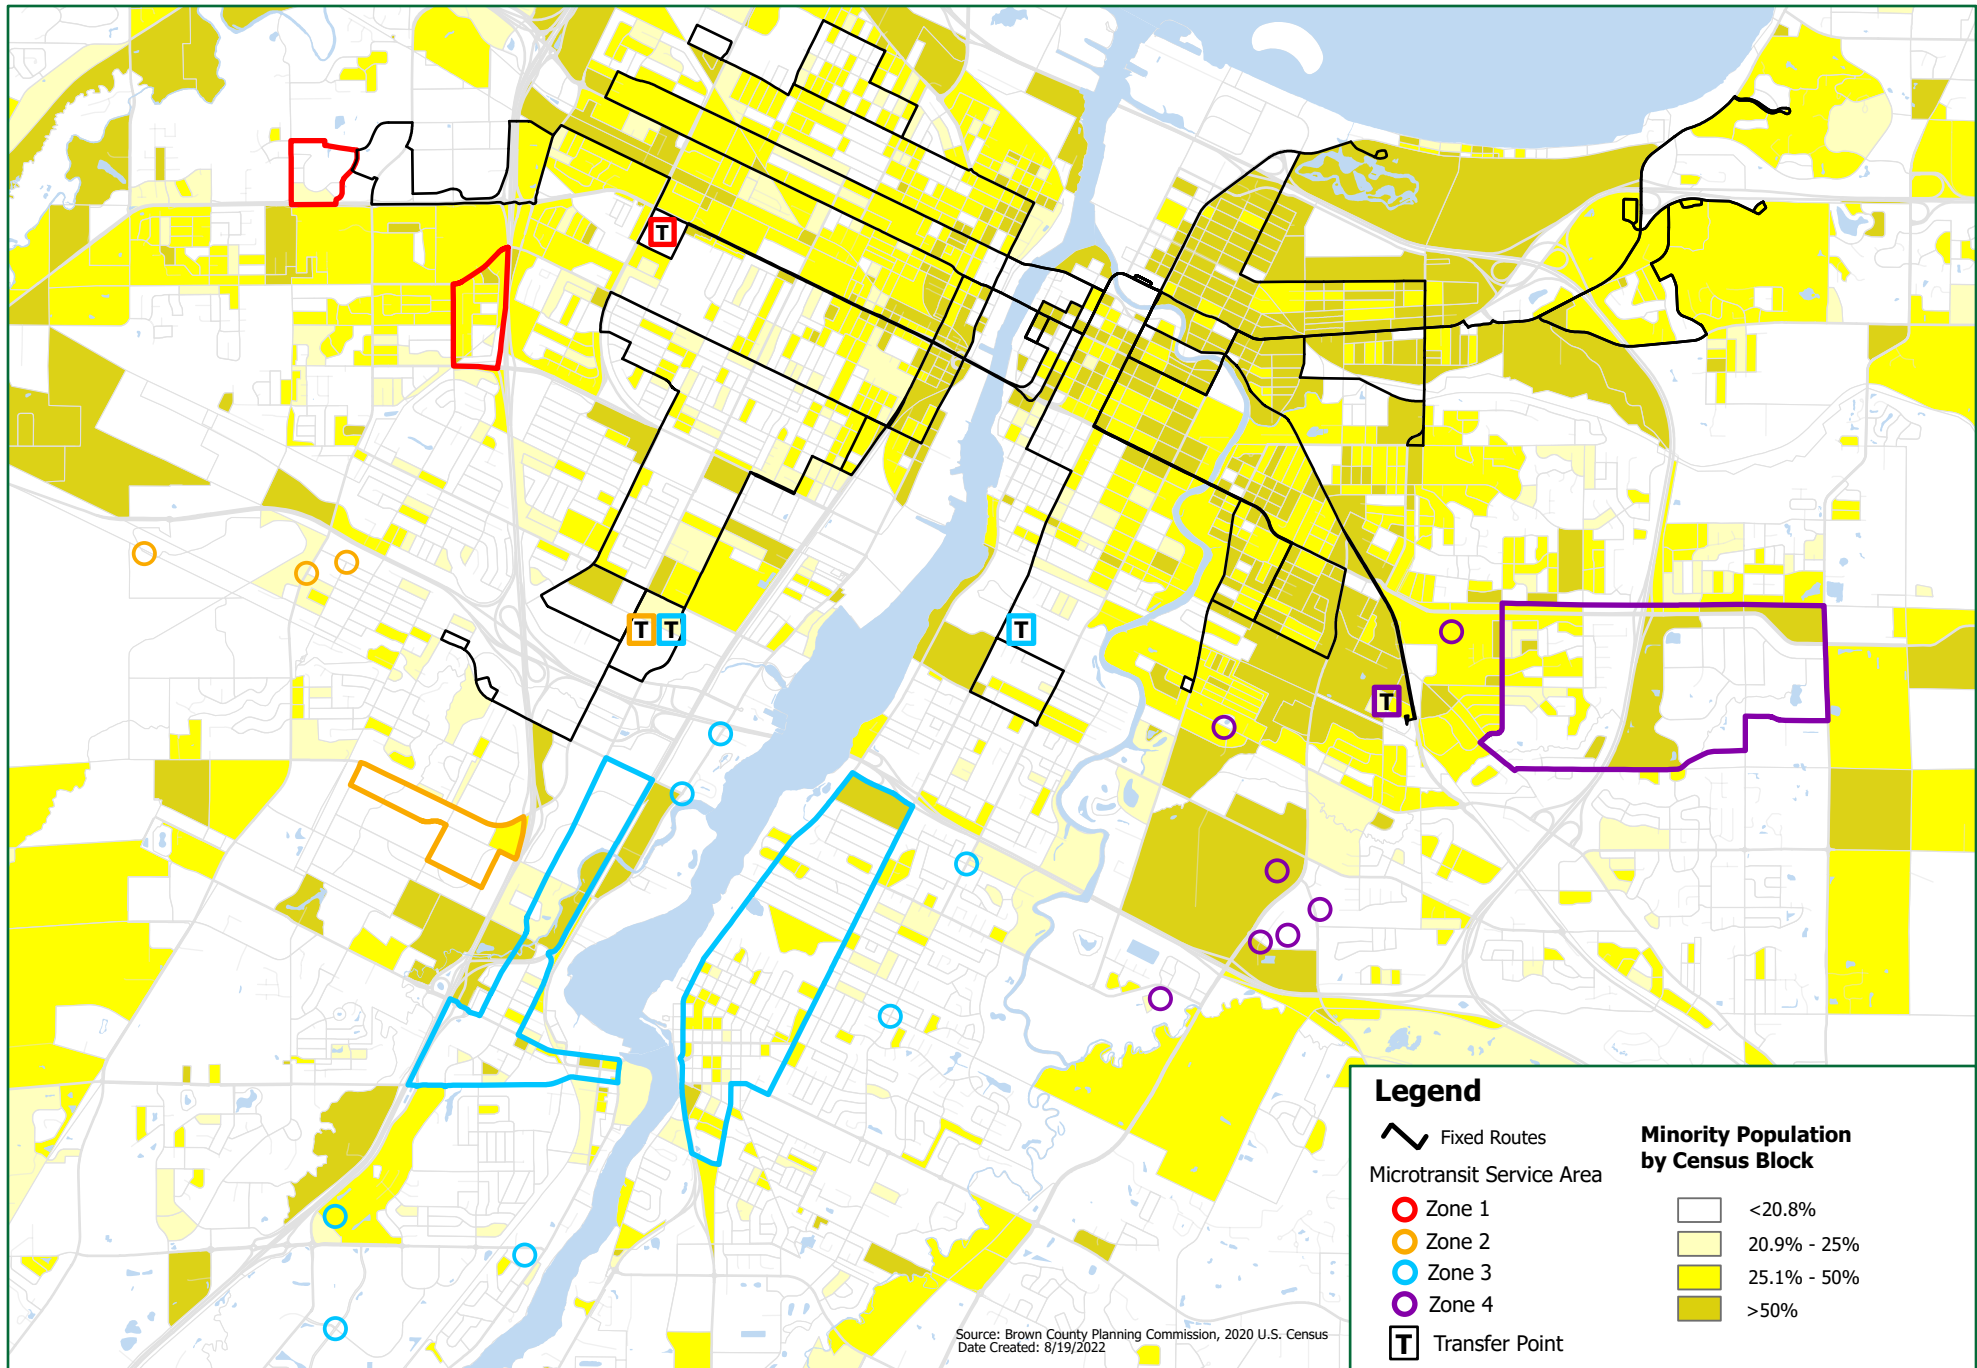 T
T
T
T
T
Legend
Fixed Routes
Microtransit Service Area
Zone 1
Zone 2
Zone 3
Zone 4
T
Transfer Point
Minority Population
by Census Block
<20.8%
20.9% - 25%
25.1% - 50%
>50%
Source: Brown County Planning Commission, 2020 U.S. Census
Date Created: 8/19/2022